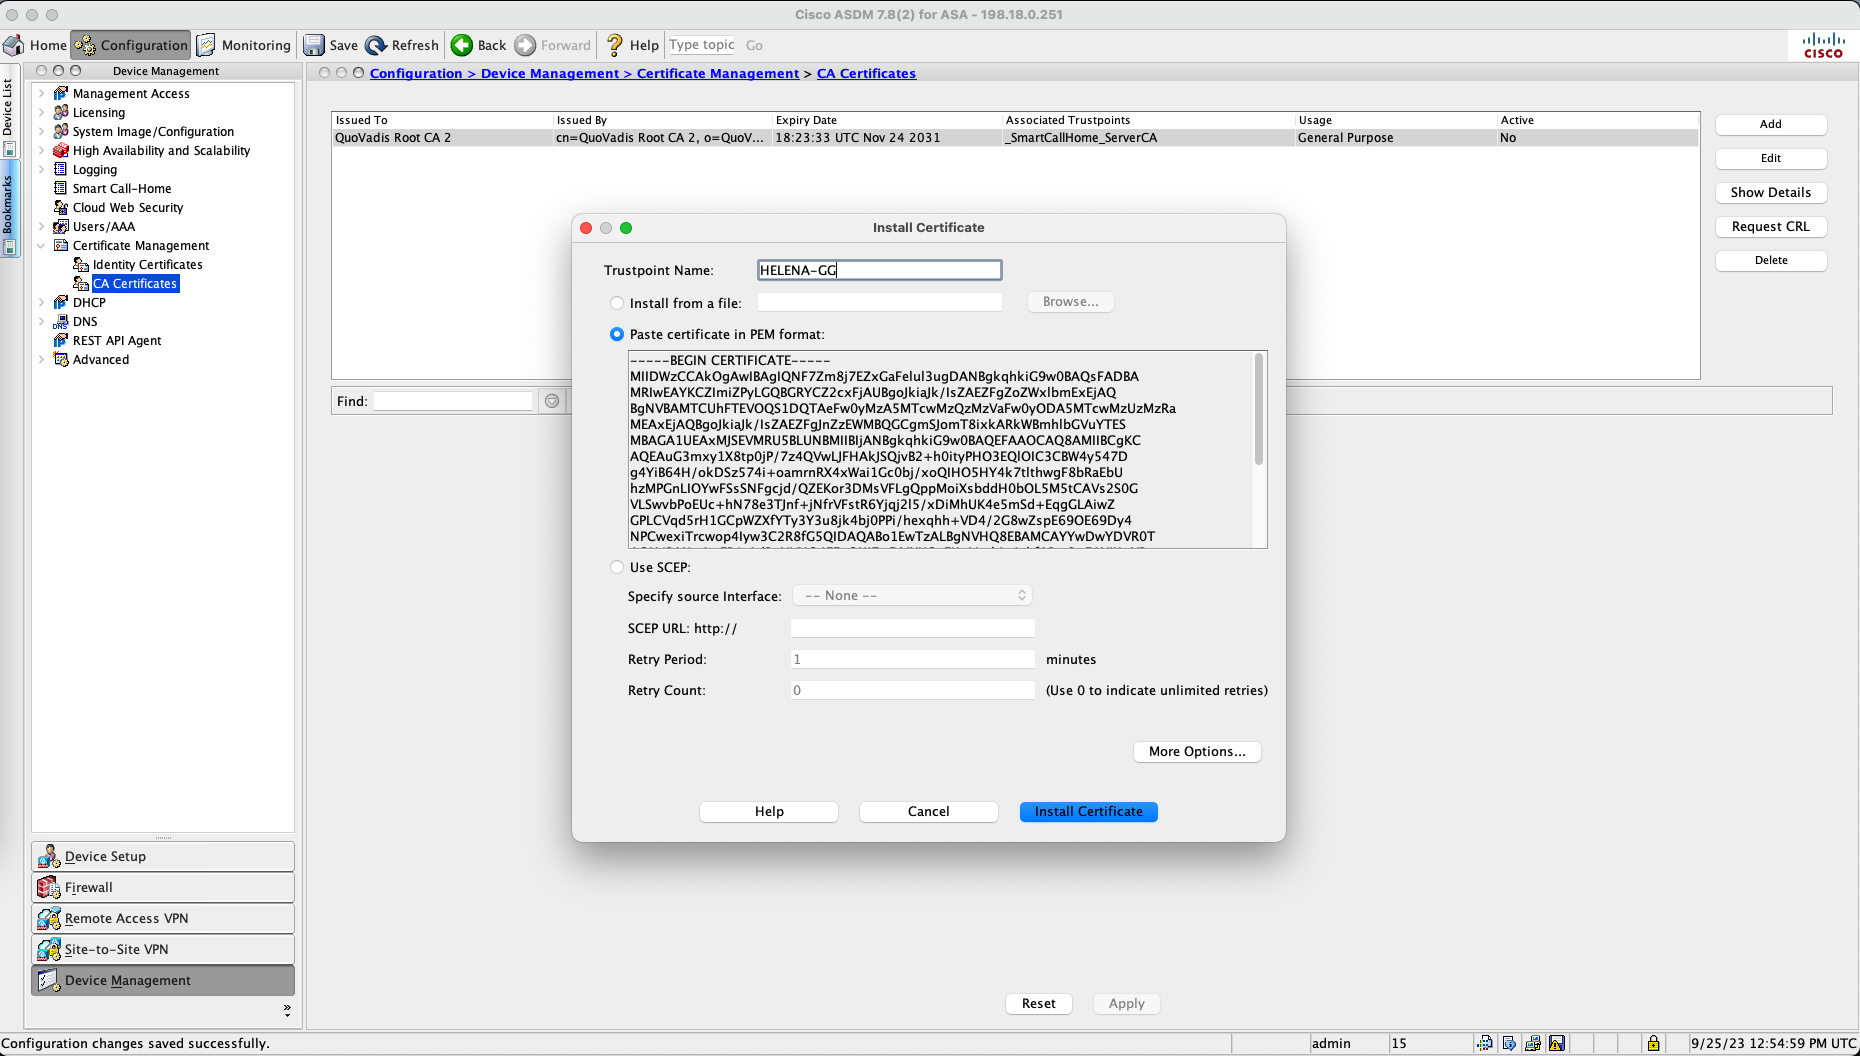 Cisco ASDM 7.8(2) for ASA - 198.18.0.251
Home Configuration Monitoring Save Refresh Back Forward Help Type topic Go
CISCO
Device List
Bookmarks
Device Management
Management Access
Licensing
System Image/Configuration
High Availability and Scalability
Logging
Smart Call-Home
Cloud Web Security
Users/AAA
Certificate Management
Identity Certificates
CA Certificates
DHCP
DNS
REST API Agent
Advanced
Device Setup
Firewall
Remote Access VPN
Site-to-Site VPN
Device Management
Configuration > Device Management > Certificate Management > CA Certificates
Issued To Issued By Expiry Date Associated Trustpoints Usage Active
QuoVadis Root CA 2 cn=QuoVadis Root CA 2, o=QuoV... 18:23:33 UTC Nov 24 2031 _SmartCallHome_ServerCA General Purpose No
Add
Edit
Show Details
Request CRL
Delete
Find:
Install Certificate
Trustpoint Name: HELENA-GG
Install from a file: Browse...
Paste certificate in PEM format:
-----BEGIN CERTIFICATE-----
MIIDWzCCAkOgAwIBAgIQNF7Zm8j7EZxGaFeluI3ugDANBgkqhkiG9w0BAQsFADBA
MRIwEAYKCZImiZPyLGQBGRYCZ2cxFjAUBgoJkiaJk/IsZAEZFgZoZWxlbmExEjAQ
BgNVBAMTCUhFTEVOQS1DQTAeFw0yMzA5MTcwMzQzMzVaFw0yODA5MTcwMzUzMzRa
MEAxEjAQBgoJkiaJk/IsZAEZFgJnZzEWMBQGCgmSJomT8ixkARkWBmhlbGVuYTES
MBAGA1UEAxMJSEVMRU5BLUNBMIIBIjANBgkqhkiG9w0BAQEFAAOCAQ8AMIIBCgKC
AQEAuG3mxy1X8tp0jP/7z4QVwLJFHAkJSQjvB2+h0ityPHO3EQlOIC3CBW4y547D
g4YiB64H/okDSz574i+oamrnRX4xWai1Gc0bj/xoQIHO5HY4k7tIthwgF8bRaEbU
hzMPGnLIOYwFSsSNFgcjd/QZEKor3DMsVFLgQppMoiXsbddH0bOL5M5tCAVs2S0G
VLSwvbPoEUc+hN78e3TJnf+jNfrVFstR6Yjqj2l5/xDiMhUK4e5mSd+EqgGLAiwZ
GPLCVqd5rH1GCpWZXfYTy3Y3u8jk4bj0PPi/hexqhh+VD4/2G8wZspE69OE69Dy4
NPCwexiTrcwop4Iyw3C2R8fG5QIDAQABo1EwTzALBgNVHQ8EBAMCAYYwDwYDVR0T
Use SCEP:
Specify source Interface: -- None --
SCEP URL: http://
Retry Period: 1 minutes
Retry Count: 0 (Use 0 to indicate unlimited retries)
More Options...
Help Cancel Install Certificate
Reset Apply
Configuration changes saved successfully. admin 15 9/25/23 12:54:59 PM UTC